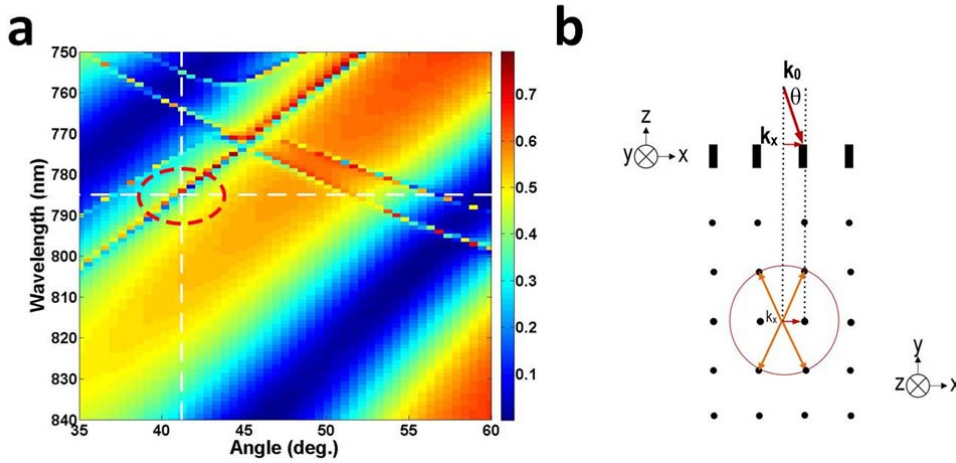 a
b
750
760
770
780
790
800
810
820
830
840
Wavelength (nm)
35
40
45
50
55
60
Angle (deg.)
0.7
0.6
0.5
0.4
0.3
0.2
0.1
k₀
θ
kₓ
z
y
x
kₓ
y
z
x